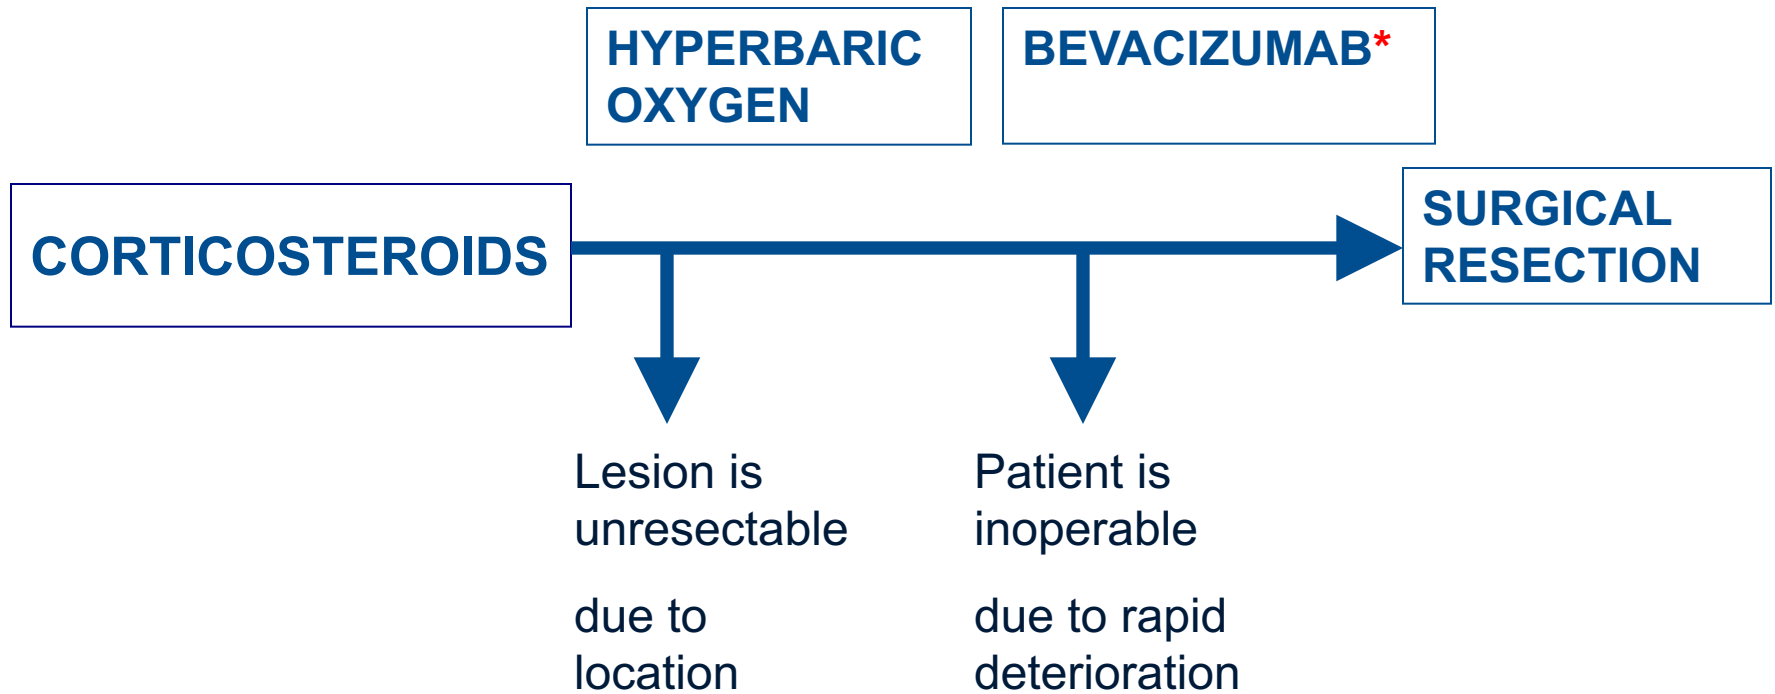 HYPERBARIC
OXYGEN
BEVACIZUMAB*
CORTICOSTEROIDS
SURGICAL
RESECTION
Lesion is
unresectable
due to
location
Patient is
inoperable
due to rapid
deterioration